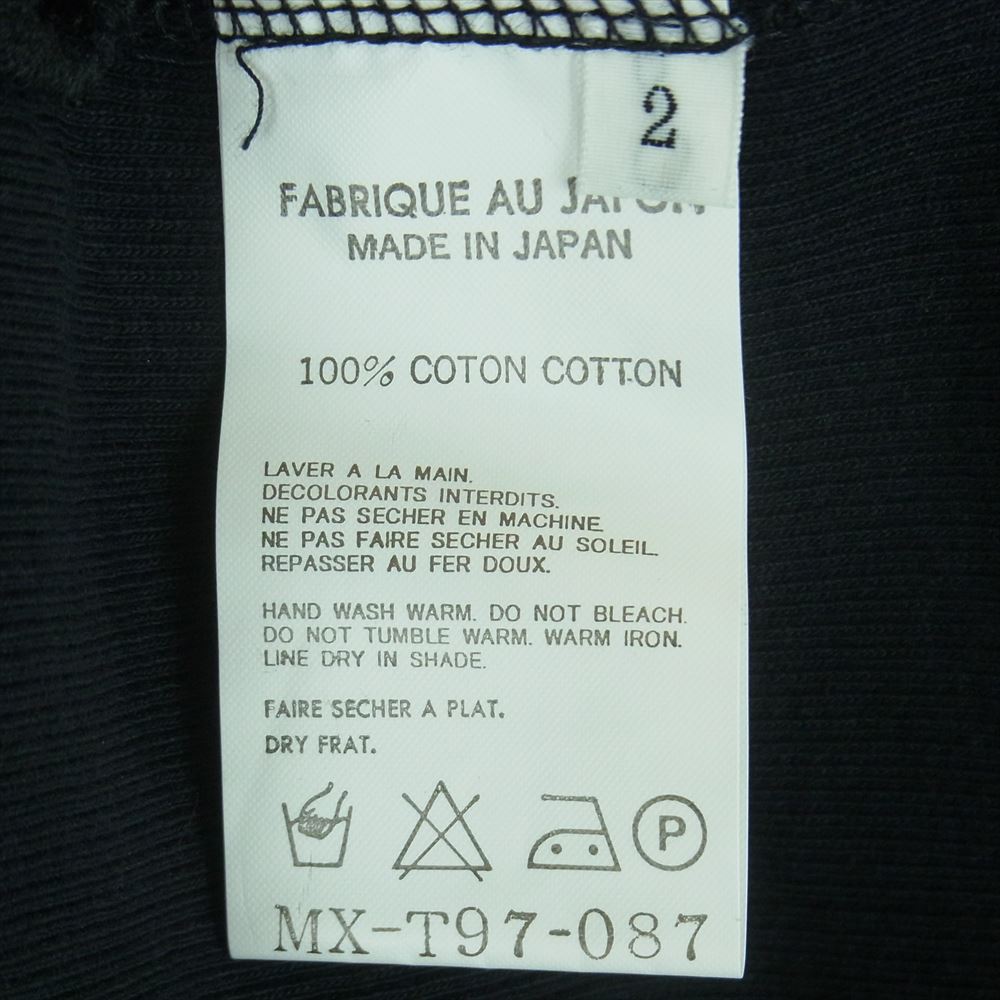 2
FABRIQUE AU JAPON
MADE IN JAPAN
100% COTON COTTON
LAVER A LA MAIN.
DECOLORANTS INTERDITS.
NE PAS SECHER EN MACHINE.
NE PAS FAIRE SECHER AU SOLEIL.
REPASSER AU FER DOUX.
HAND WASH WARM. DO NOT BLEACH.
DO NOT TUMBLE WARM. WARM IRON.
LINE DRY IN SHADE.
FAIRE SECHER A PLAT.
DRY FRAT.
P
MX-T97-087